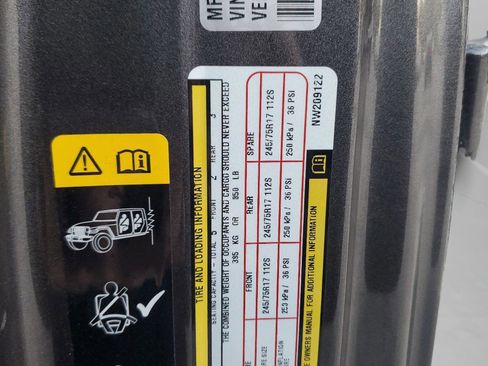 MF
VIN
VE
TIRE AND LOADING INFORMATION
SEATING CAPACITY - TOTAL 5 FRONT 2 REAR 3
THE COMBINED WEIGHT OF OCCUPANTS AND CARGO SHOULD NEVER EXCEED
385 KG OR 850 LB
FRONT REAR SPARE
SIZE 245/75R17 112S 245/75R17 112S 245/75R17 112S
250 kPa / 36 PSI 250 kPa / 36 PSI 250 kPa / 36 PSI
OWNERS MANUAL FOR ADDITIONAL INFORMATION
NW209122